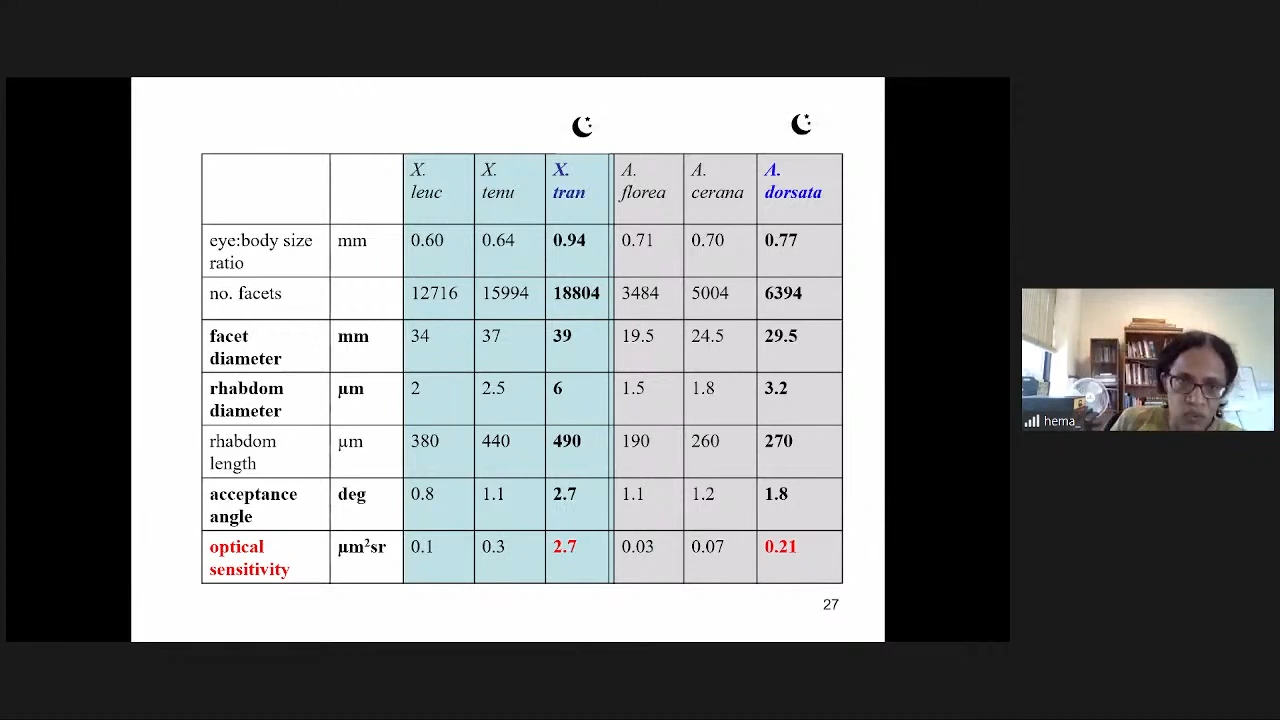 X. X. X. A. A. A.
leuc tenu tran florea cerana dorsata
eye:body size mm 0.60 0.64 0.94 0.71 0.70 0.77
ratio
no. facets 12716 15994 18804 3484 5004 6394
facet mm 34 37 39 19.5 24.5 29.5
diameter
rhabdom µm 2 2.5 6 1.5 1.8 3.2
diameter
rhabdom µm 380 440 490 190 260 270
length
acceptance deg 0.8 1.1 2.7 1.1 1.2 1.8
angle
optical µm²sr 0.1 0.3 2.7 0.03 0.07 0.21
sensitivity
27
hema